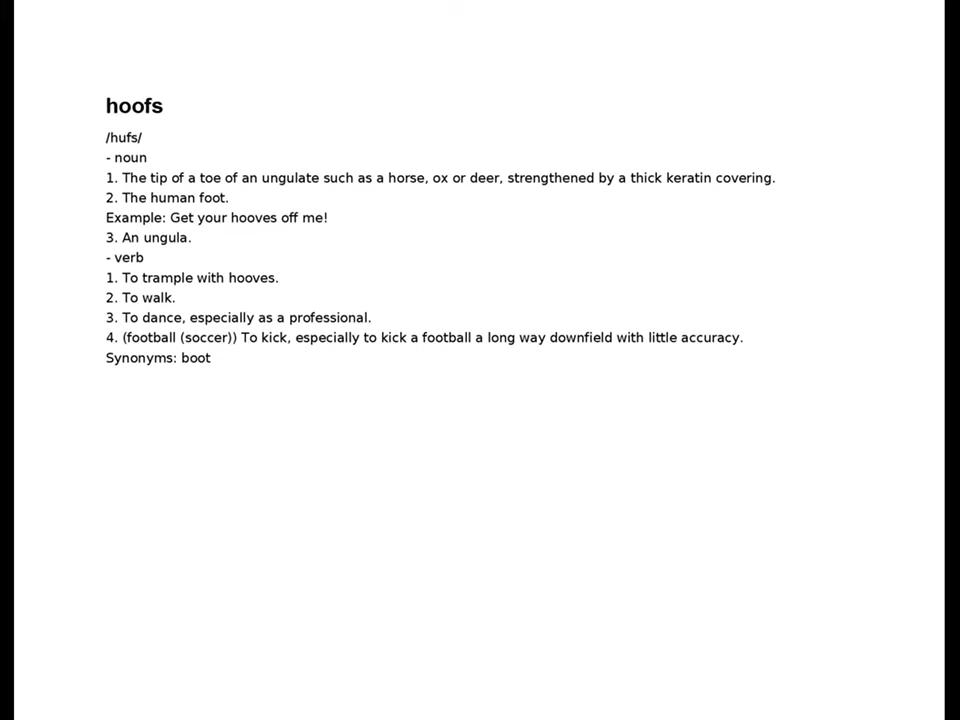 hoofs
/hufs/
- noun
1. The tip of a toe of an ungulate such as a horse, ox or deer, strengthened by a thick keratin covering.
2. The human foot.
Example: Get your hooves off me!
3. An ungula.
- verb
1. To trample with hooves.
2. To walk.
3. To dance, especially as a professional.
4. (football (soccer)) To kick, especially to kick a football a long way downfield with little accuracy.
Synonyms: boot